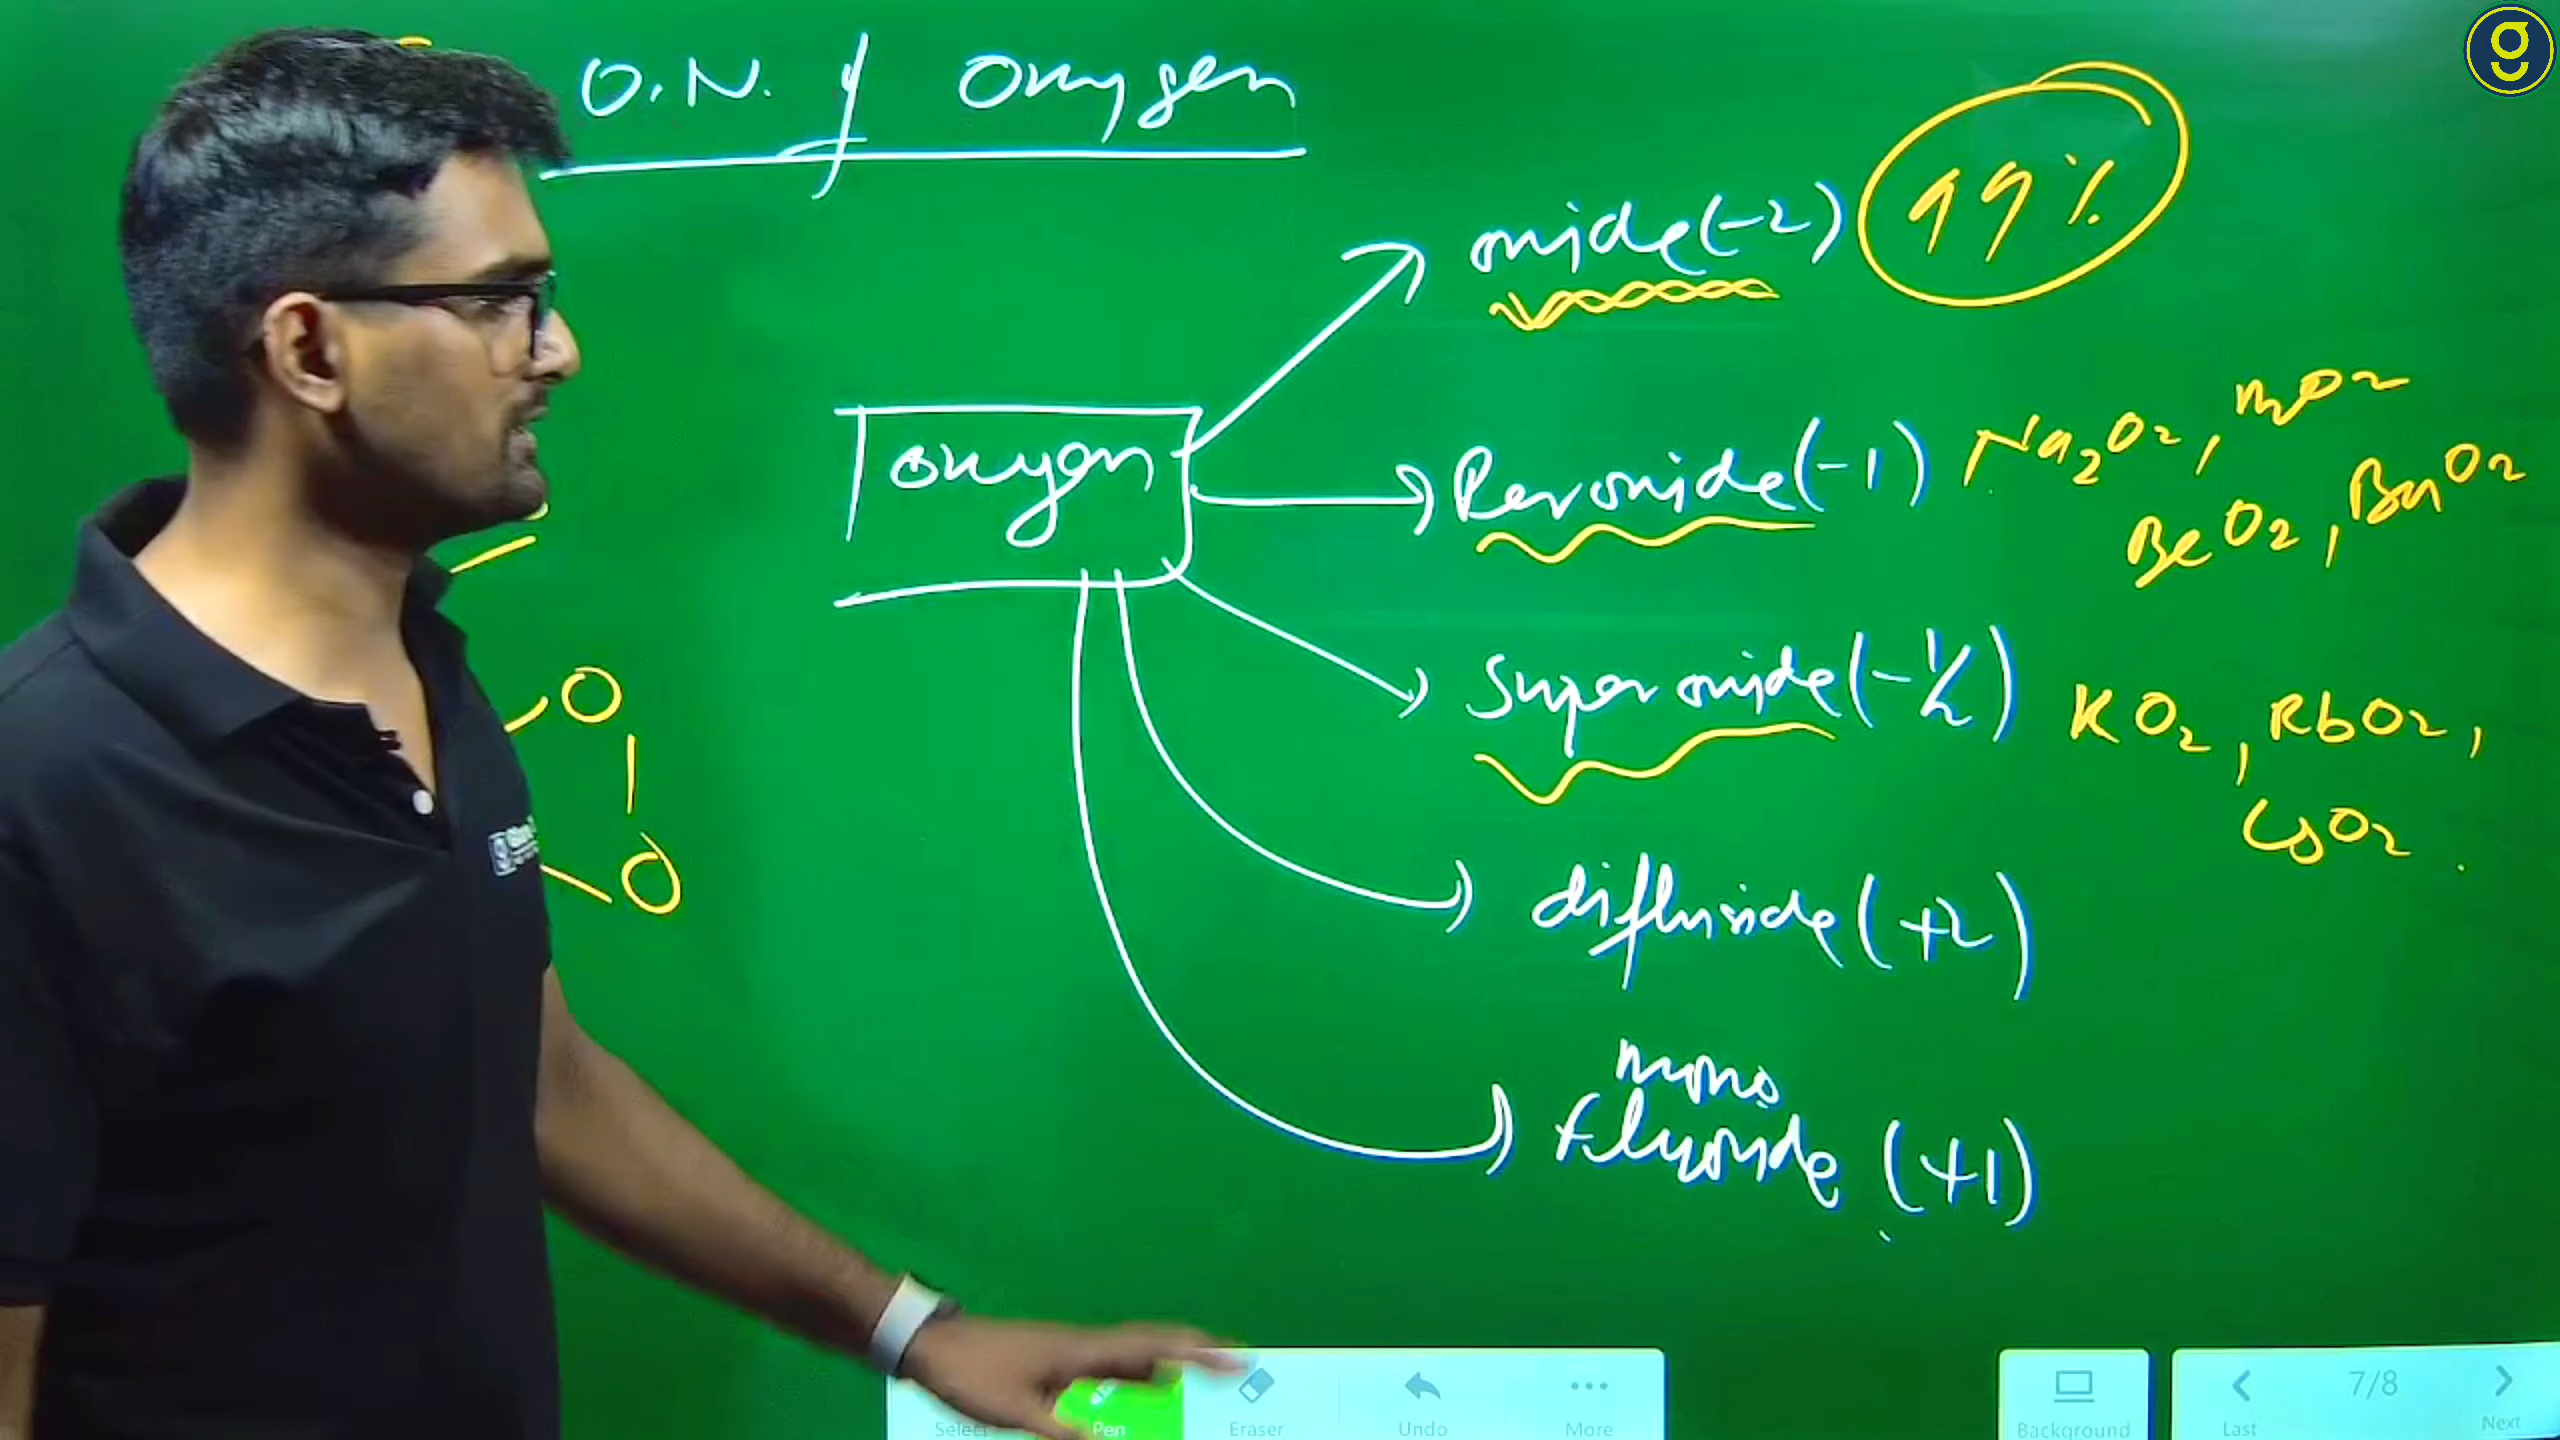 O.N. of Oxygen
oxide(-2) 99%
oxygen
Peroxide(-1) Na2O2, MgO2
BeO2, BaO2
Superoxide(-1/2) KO2, RbO2,
CsO2
O
O
difluoride(+2)
mono
fluoride (+1)
Select Pen Eraser Undo More
Background Last 7/8 Next